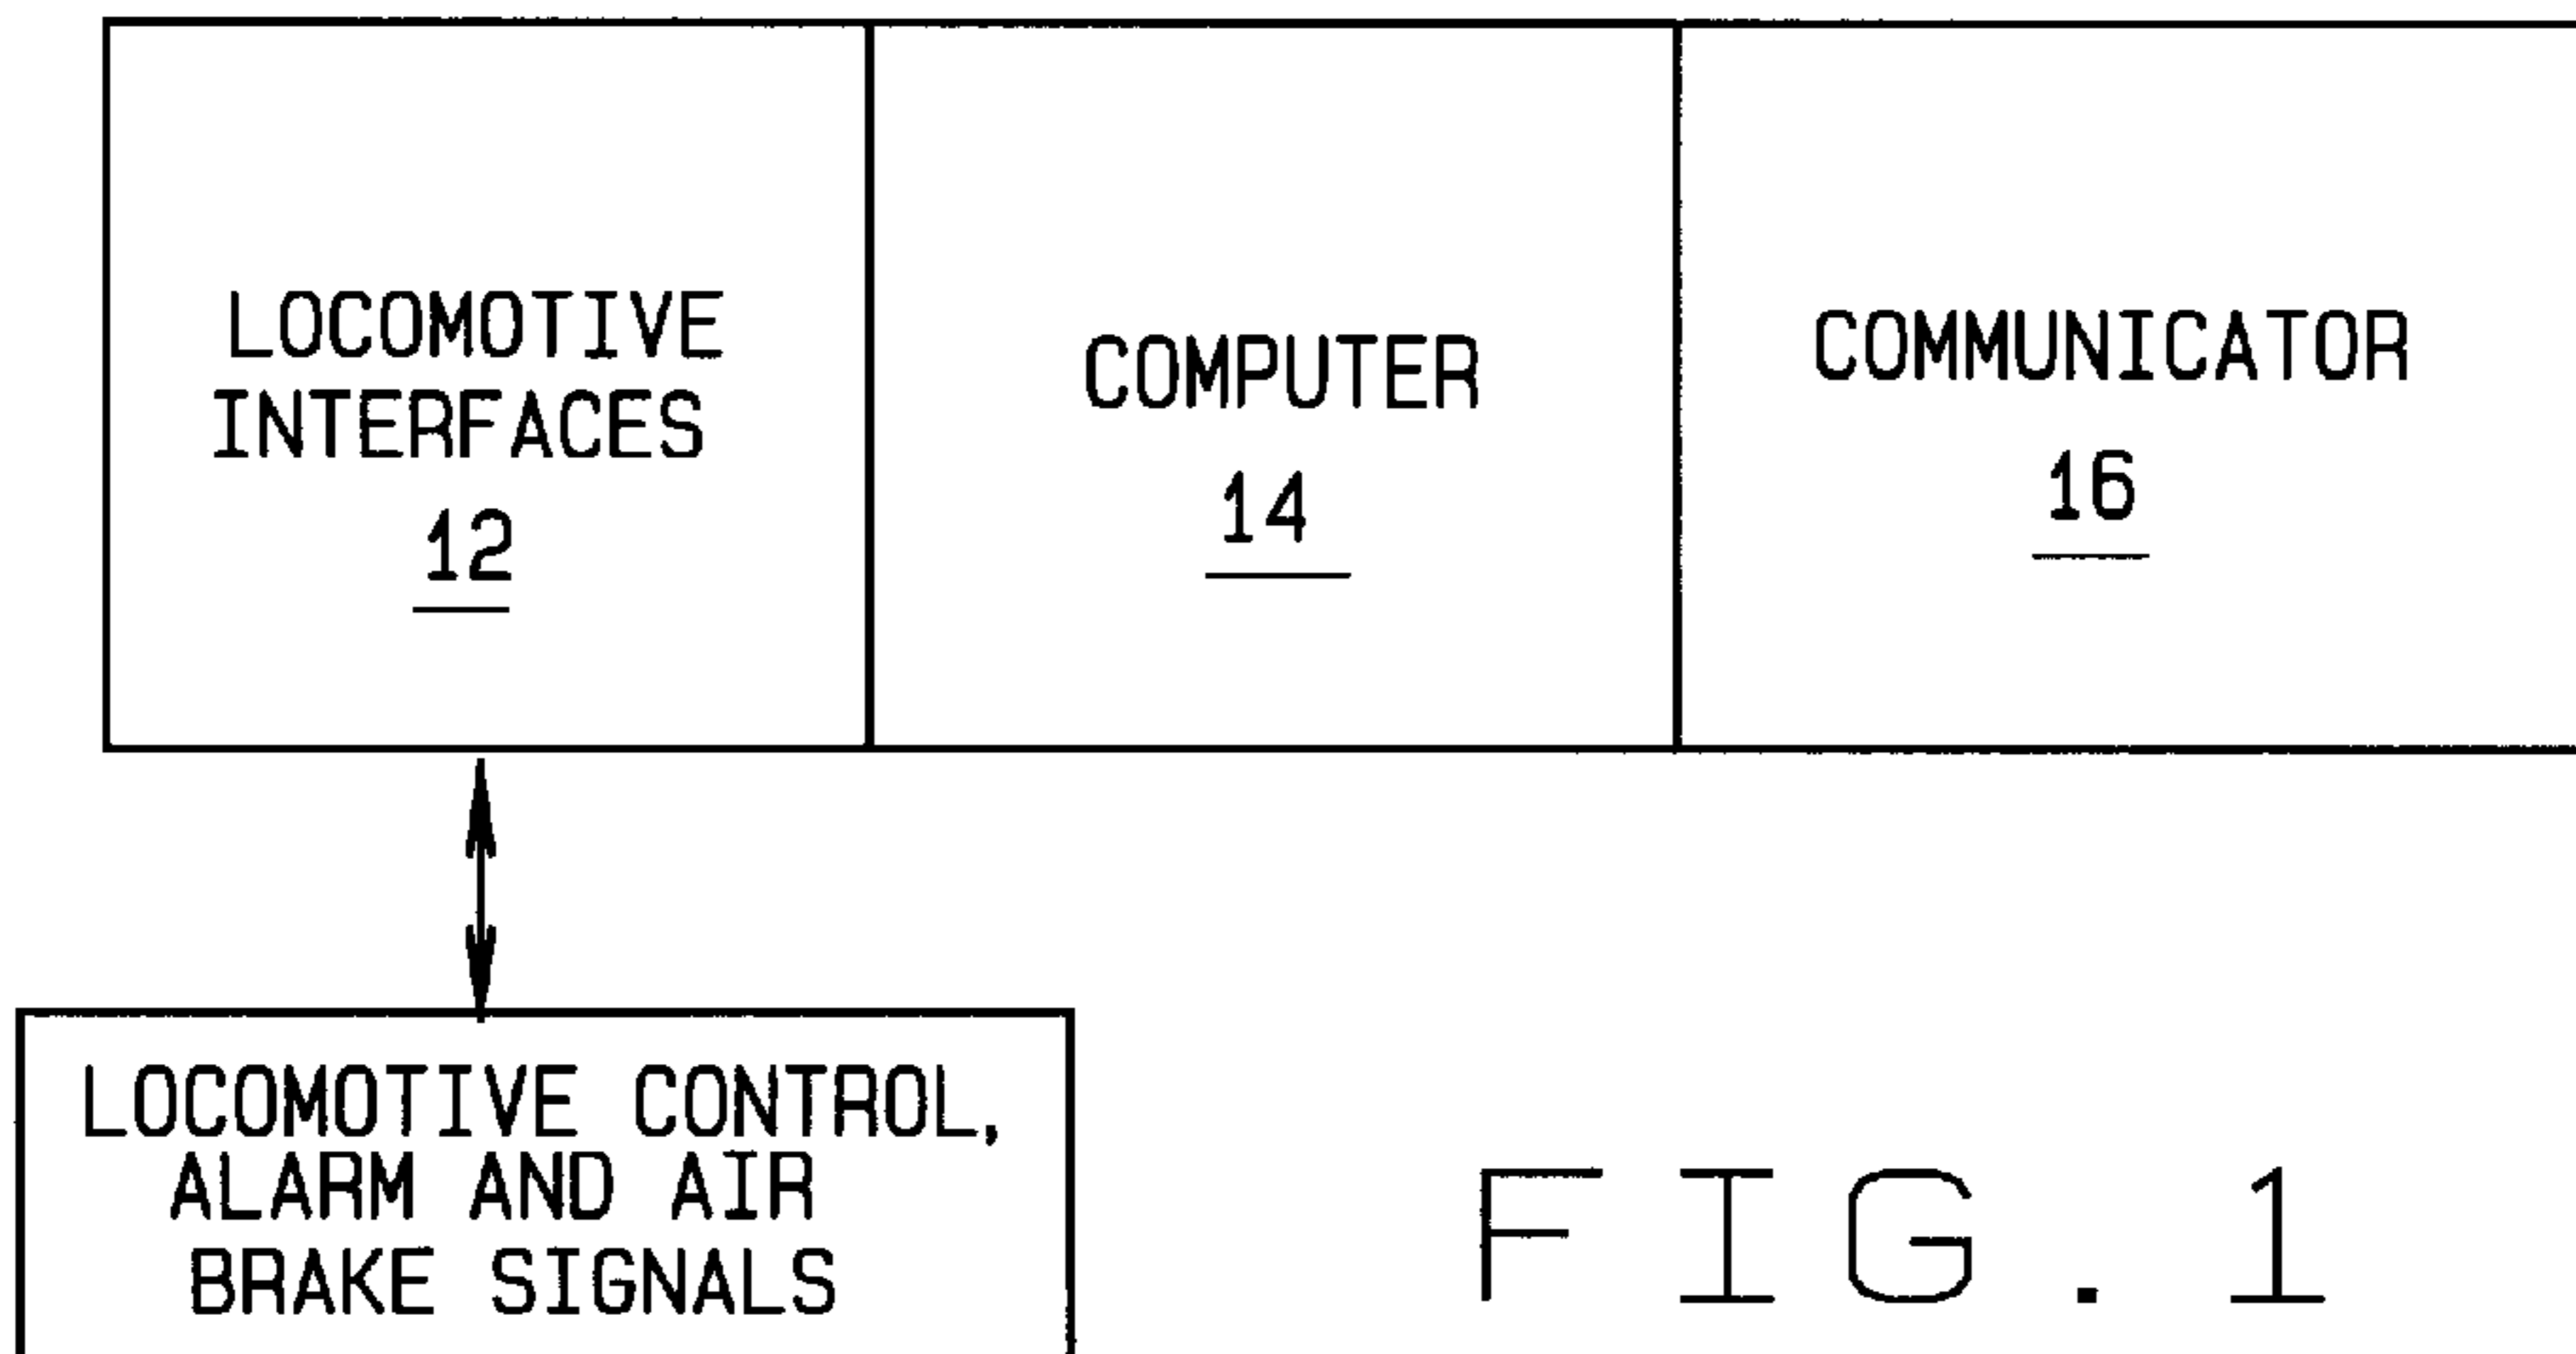 LOCOMOTIVE
INTERFACES
12
COMPUTER
14
COMMUNICATOR
16
LOCOMOTIVE CONTROL,
ALARM AND AIR
BRAKE SIGNALS
FIG. 1